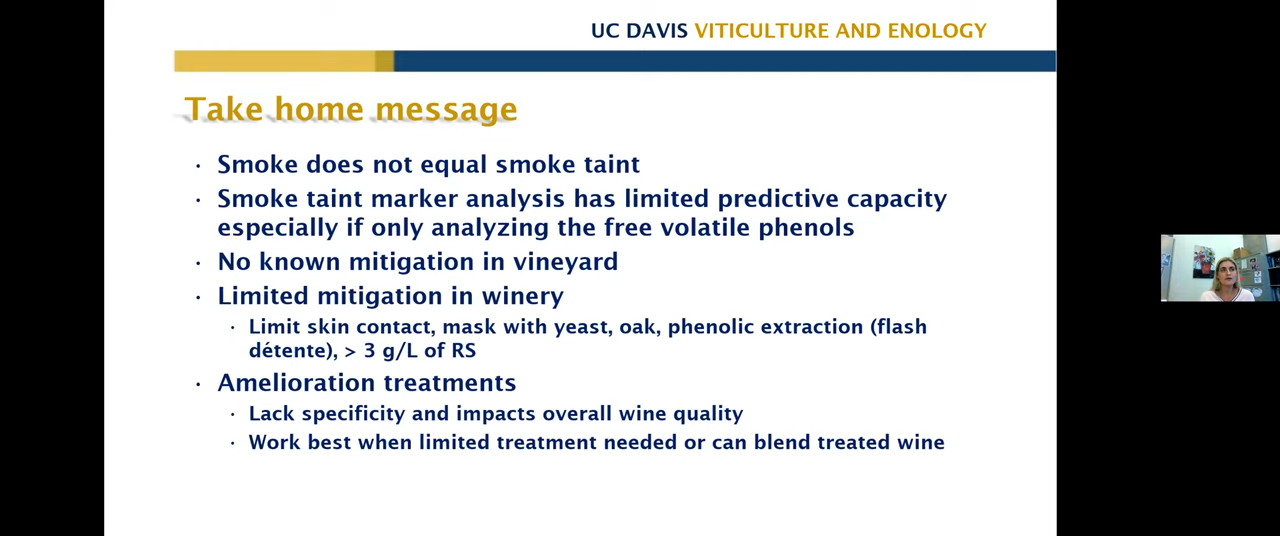 UC DAVIS VITICULTURE AND ENOLOGY
Take home message
· Smoke does not equal smoke taint
· Smoke taint marker analysis has limited predictive capacity
especially if only analyzing the free volatile phenols
· No known mitigation in vineyard
· Limited mitigation in winery
· Limit skin contact, mask with yeast, oak, phenolic extraction (flash
détente), > 3 g/L of RS
· Amelioration treatments
· Lack specificity and impacts overall wine quality
· Work best when limited treatment needed or can blend treated wine